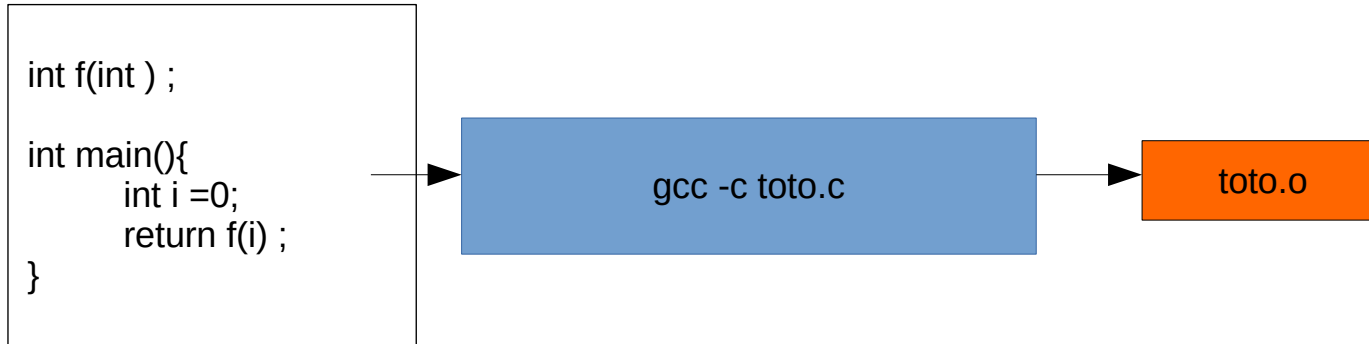 int f(int ) ;
int main(){
int i =0;
return f(i) ;
}
gcc -c toto.c
toto.o